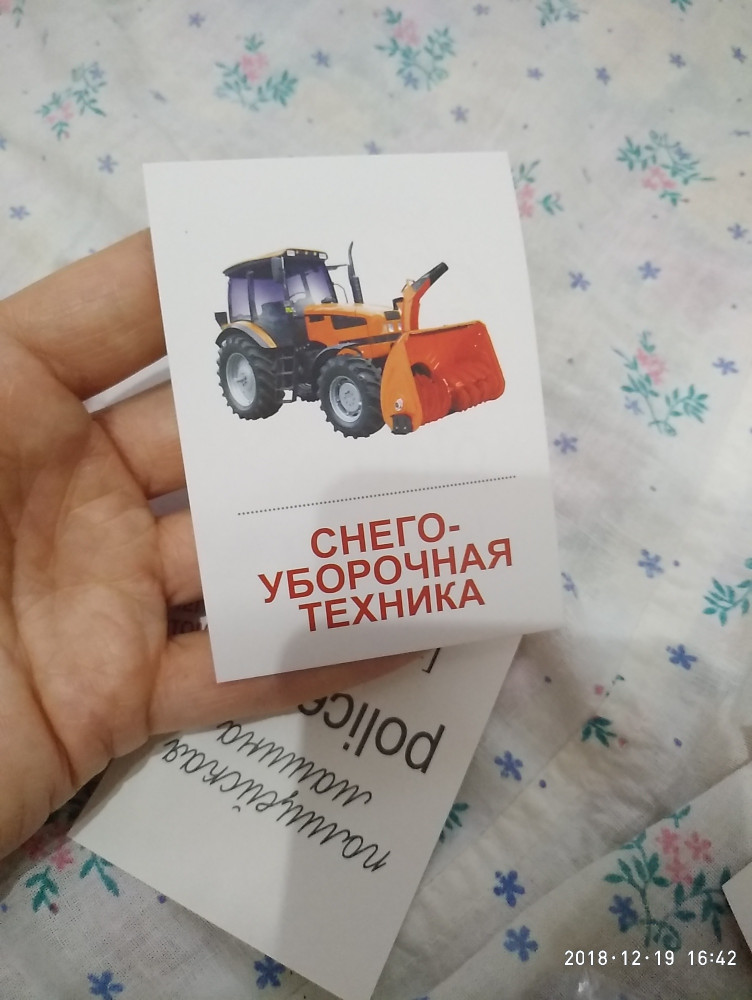 СНЕГО-
УБОРОЧНАЯ
ТЕХНИКА
police
полицейская
машина
2018·12·19 16:42